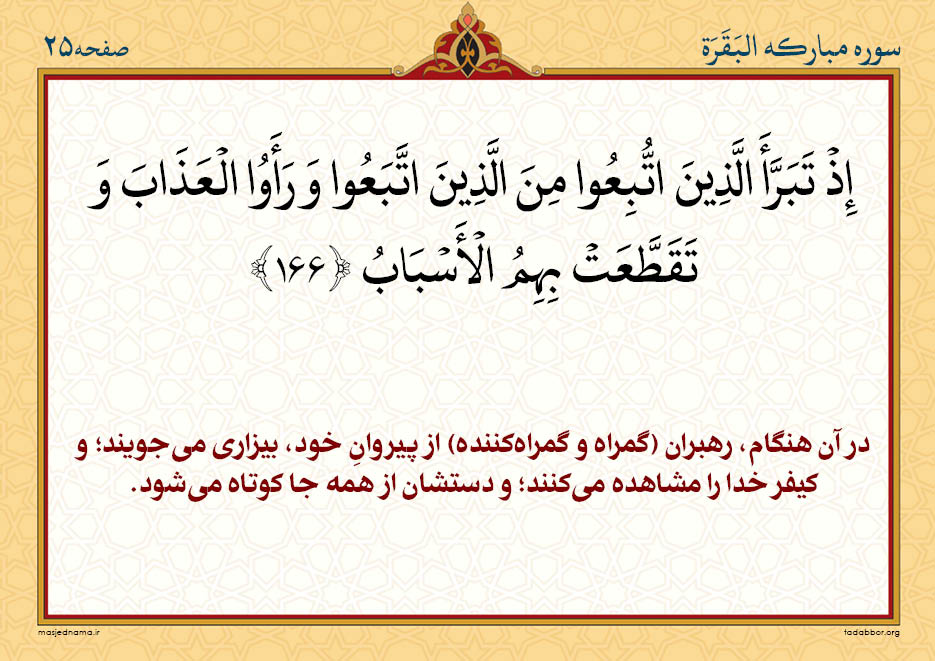 سوره مبارکه البَقَرَة
صفحه۲۵
إِذْ تَبَرَّأَ الَّذِينَ اتُّبِعُوا مِنَ الَّذِينَ اتَّبَعُوا وَ رَأَوُا الْعَذَابَ وَ
تَقَطَّعَتْ بِهِمُ الْأَسْبَابُ ﴿۱۶۶﴾
در آن هنگام، رهبران (گمراه و گمراه‌کننده) از پیروانِ خود، بیزاری می‌جویند؛ و
کیفر خدا را مشاهده می‌کنند؛ و دستشان از همه جا کوتاه می‌شود.
masjednama.ir
tadabbor.org